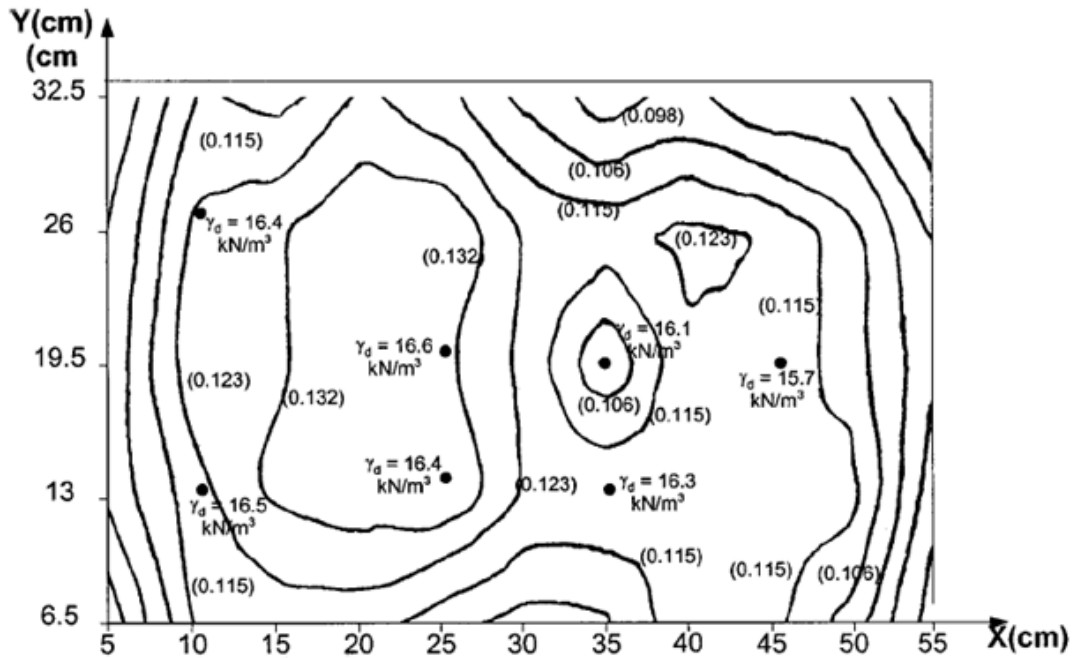 Y(cm)
(cm
32.5
(0.098)
(0.115)
(0.106)
(0.115)
γd = 16.4
kN/m³
26
(0.123)
(0.132)
(0.115)
γd = 16.1
kN/m³
γd = 16.6
kN/m³
19.5
γd = 15.7
kN/m³
(0.123)
(0.132)
(0.106)
(0.115)
γd = 16.4
kN/m³
(0.123)
γd = 16.3
kN/m³
13
γd = 16.5
kN/m³
(0.115)
(0.115)
(0.115)
(0.106)
6.5
5 10 15 20 25 30 35 40 45 50 55 X(cm)